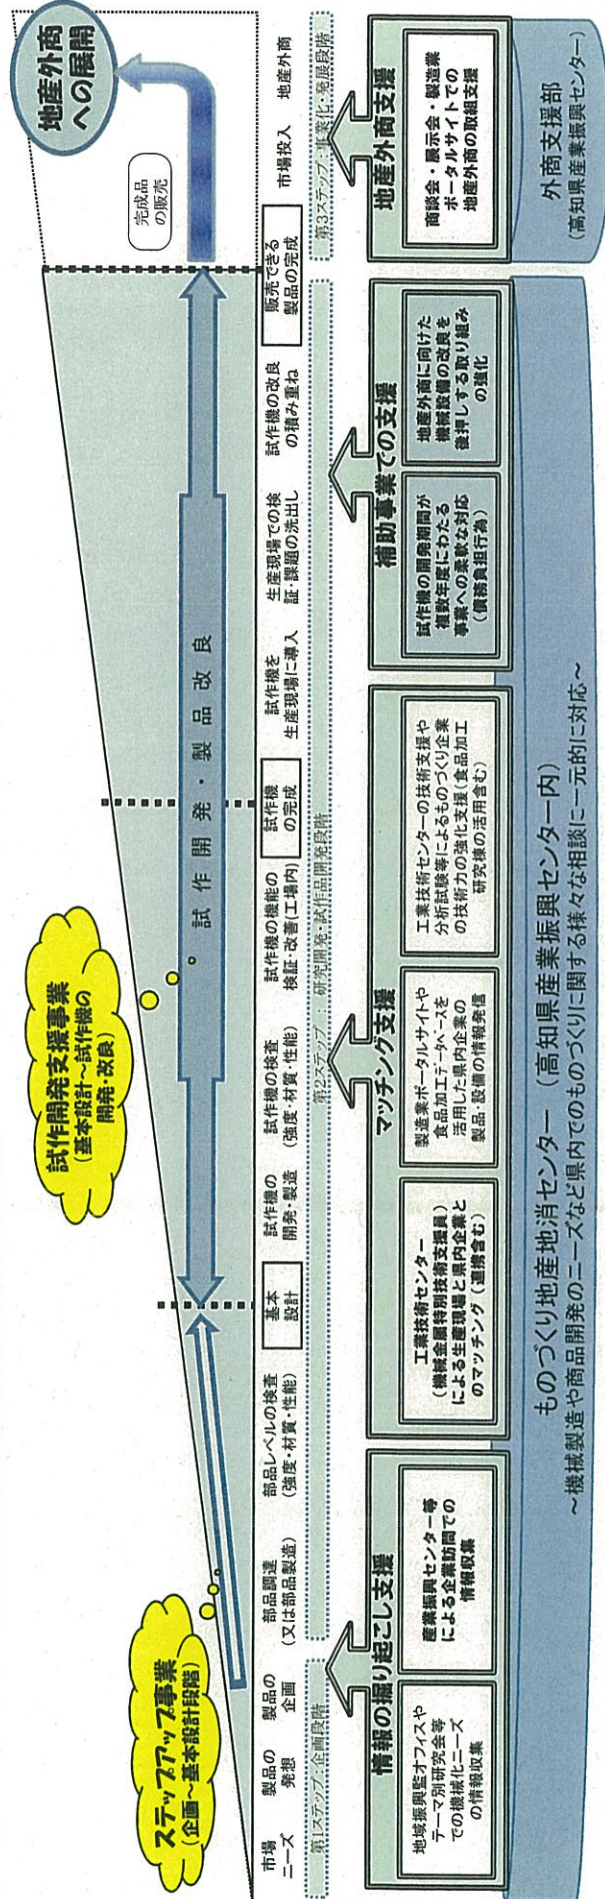 ステップアップ事業
(企画～基本設計段階)
試作開発支援事業
(基本設計～試作機の
開発・改良)
地産外商
への展開
完成品
の販売
試作開発・製品改良
市場
ニーズ
製品の
発想
製品の
企画
部品調達
(又は部品製造)
部品レベルの検査
(強度・材質・性能)
基本
設計
試作機の
開発・製造
試作機の検査
(強度・材質・性能)
試作機の機能の
検証・改善(工場内)
試作機
の完成
試作機を
生産現場に導入
生産現場での検
証・課題の洗出し
試作機の改良
の積み重ね
販売できる
製品の完成
市場投入
地産外商
第1ステップ:企画段階
第2ステップ:研究開発・試作品開発段階
第3ステップ:事業化・発展段階
情報の掘り起こし支援
地域振興監オフィスや
テーマ別研究会等
での機械化ニーズ
の情報収集
産業振興センター等
による企業訪問での
情報収集
マッチング支援
工業技術センター
(機械金属特別技術支援員)
による生産現場と県内企業と
のマッチング(連携含む)
製造業ポータルサイトや
食品加工データベースを
活用した県内企業の
製品・設備の情報発信
工業技術センターの技術支援や
分析試験等によるものづくり企業
の技術力の強化支援(食品加工
研究棟の活用含む)
補助事業での支援
試作機の開発期間が
複数年度にわたる
事業への柔軟な対応
(債務負担行為)
地産外商に向けた
機械設備の改良を
後押しする取り組み
の強化
地産外商支援
商談会・展示会・製造業
ポータルサイトでの
地産外商の取組支援
ものづくり地産地消センター(高知県産業振興センター内)
～機械製造や商品開発のニーズなど県内でのものづくりに関する様々な相談に一元的に対応～
外商支援部
(高知県産業振興センター)